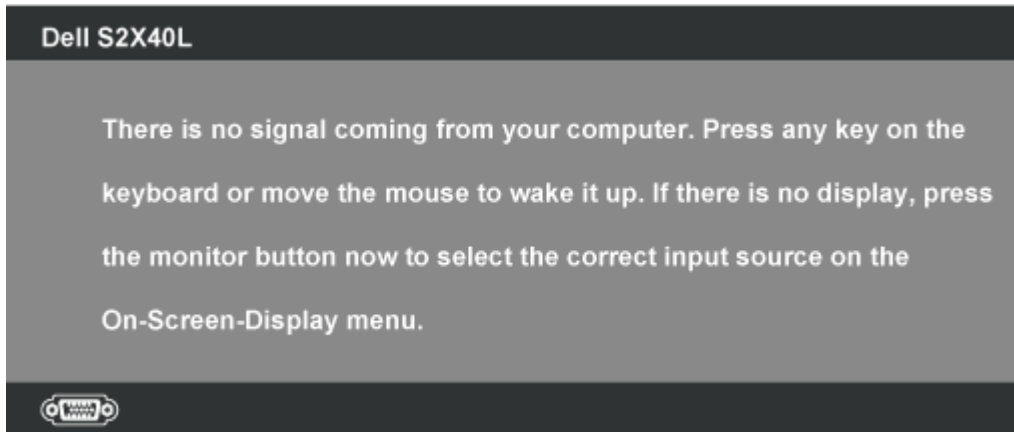 Dell S2X40L
There is no signal coming from your computer. Press any key on the
keyboard or move the mouse to wake it up. If there is no display, press
the monitor button now to select the correct input source on the
On-Screen-Display menu.